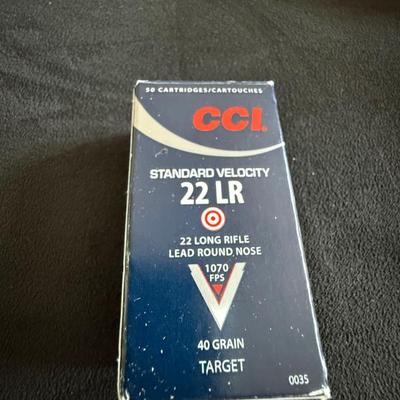 50 CARTRIDGES/CARTOUCHES
CCI.
STANDARD VELOCITY
22 LR
22 LONG RIFLE
LEAD ROUND NOSE
1070
FPS
40 GRAIN
TARGET
0035